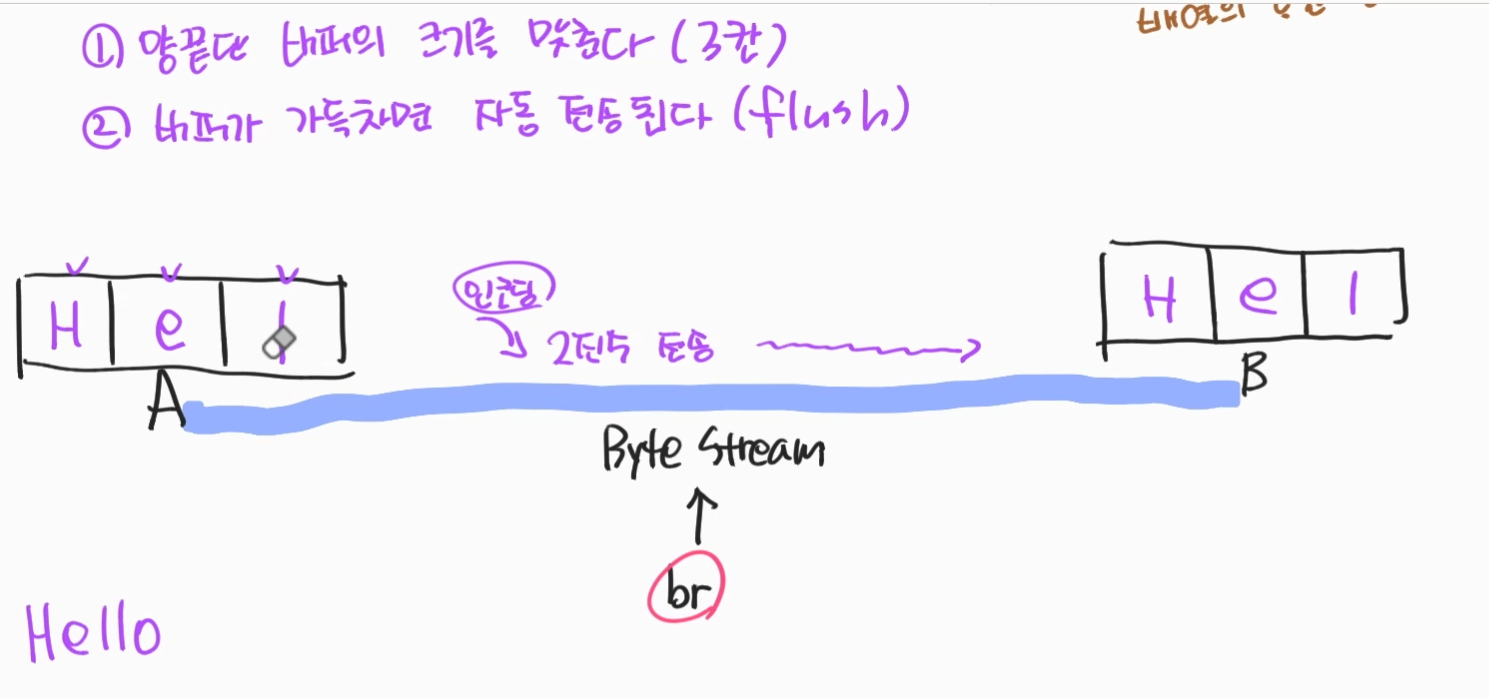 ① 양끝단 버퍼의 크기를 맞춘다 (3칸)
② 버퍼가 가득차면 자동 전송된다 (flush)
배열의
H e l
인코딩
2진수 전송
H e l
A
B
Byte Stream
br
Hello